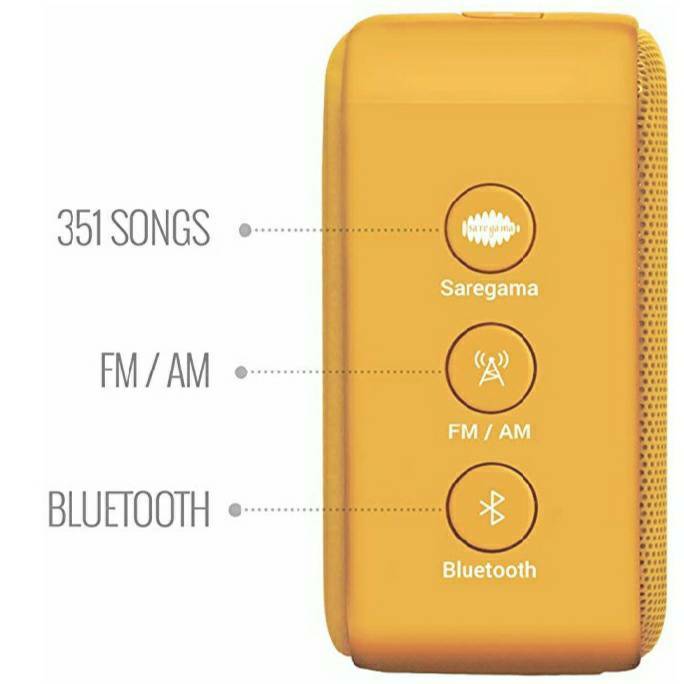 351 SONGS
saregama
Saregama
FM / AM
FM / AM
BLUETOOTH
Bluetooth